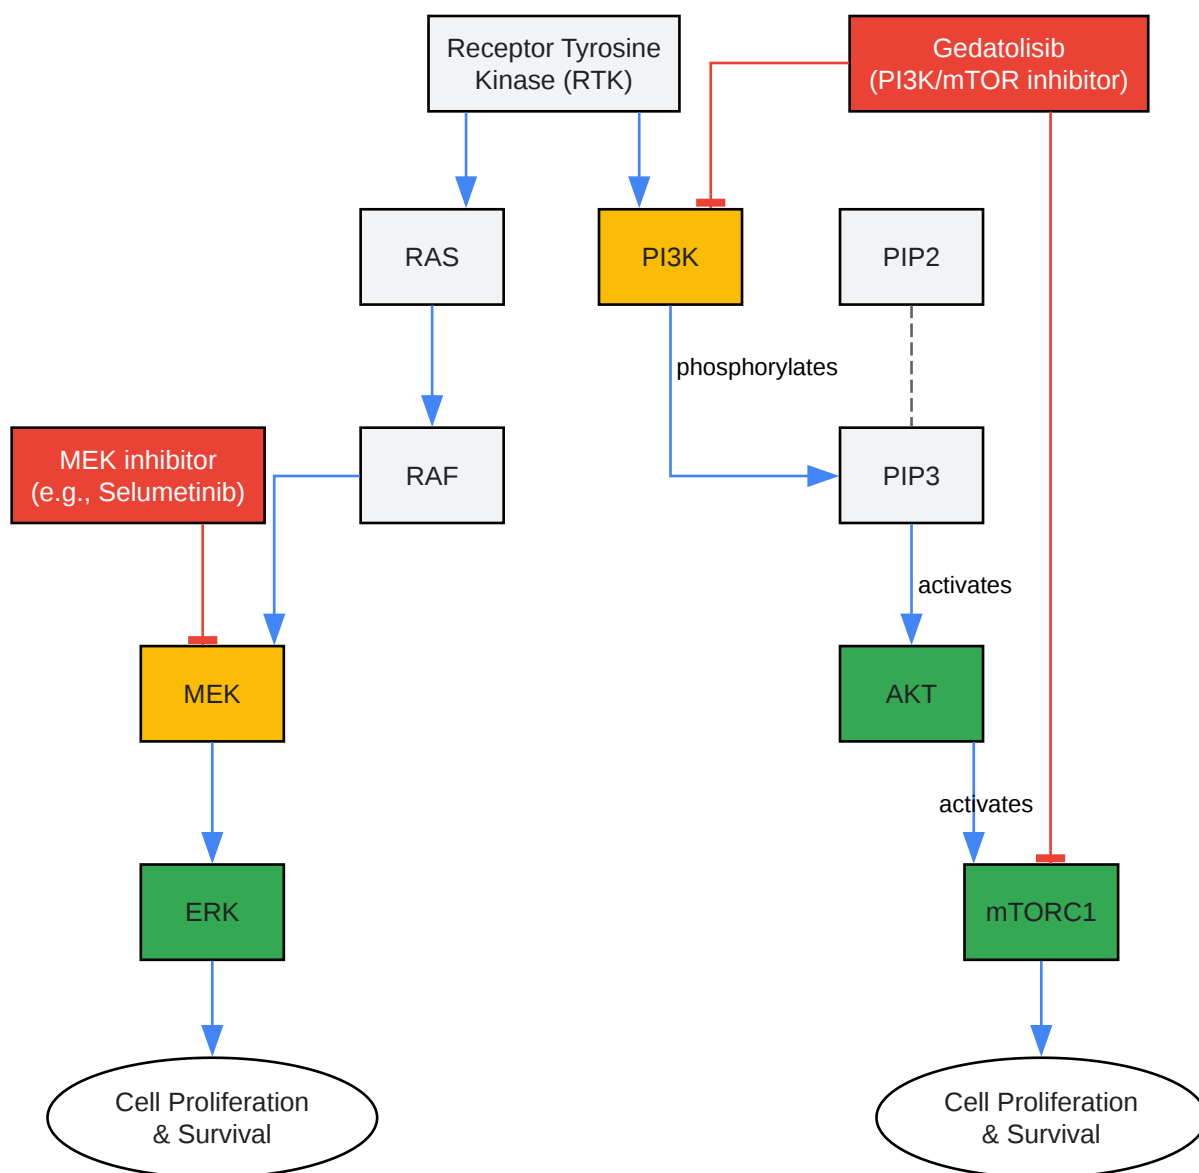 Receptor Tyrosine
Kinase (RTK)
Gedatolisib
(PI3K/mTOR inhibitor)
RAS
PI3K
PIP2
phosphorylates
MEK inhibitor
(e.g., Selumetinib)
RAF
PIP3
activates
MEK
AKT
activates
ERK
mTORC1
Cell Proliferation
& Survival
Cell Proliferation
& Survival